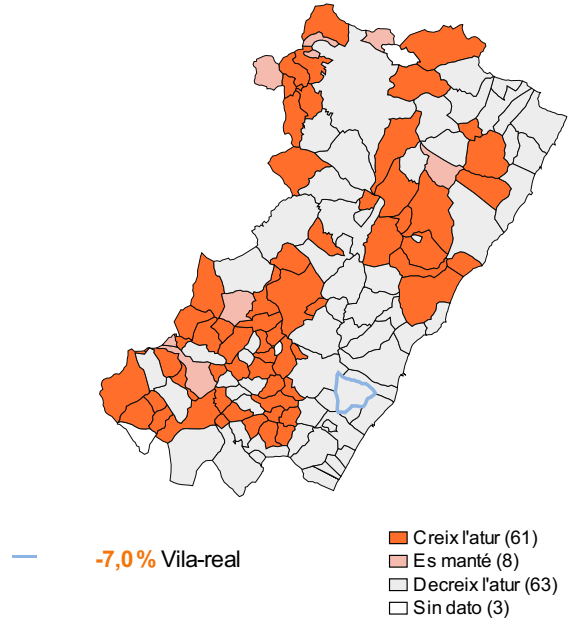 -7,0 % Vila-real
Creix l'atur (61)
Es manté (8)
Decreix l'atur (63)
Sin dato (3)